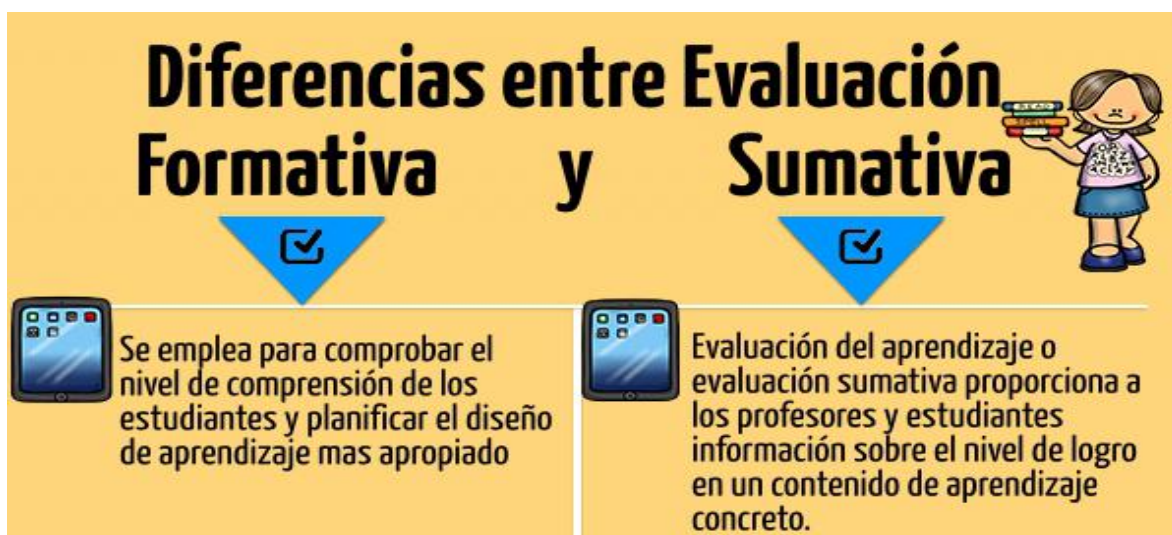 Diferencias entre Evaluación
Formativa y Sumativa
Se emplea para comprobar el
nivel de comprensión de los
estudiantes y planificar el diseño
de aprendizaje mas apropiado
Evaluación del aprendizaje o
evaluación sumativa proporciona a
los profesores y estudiantes
información sobre el nivel de logro
en un contenido de aprendizaje
concreto.
READ
SPELL